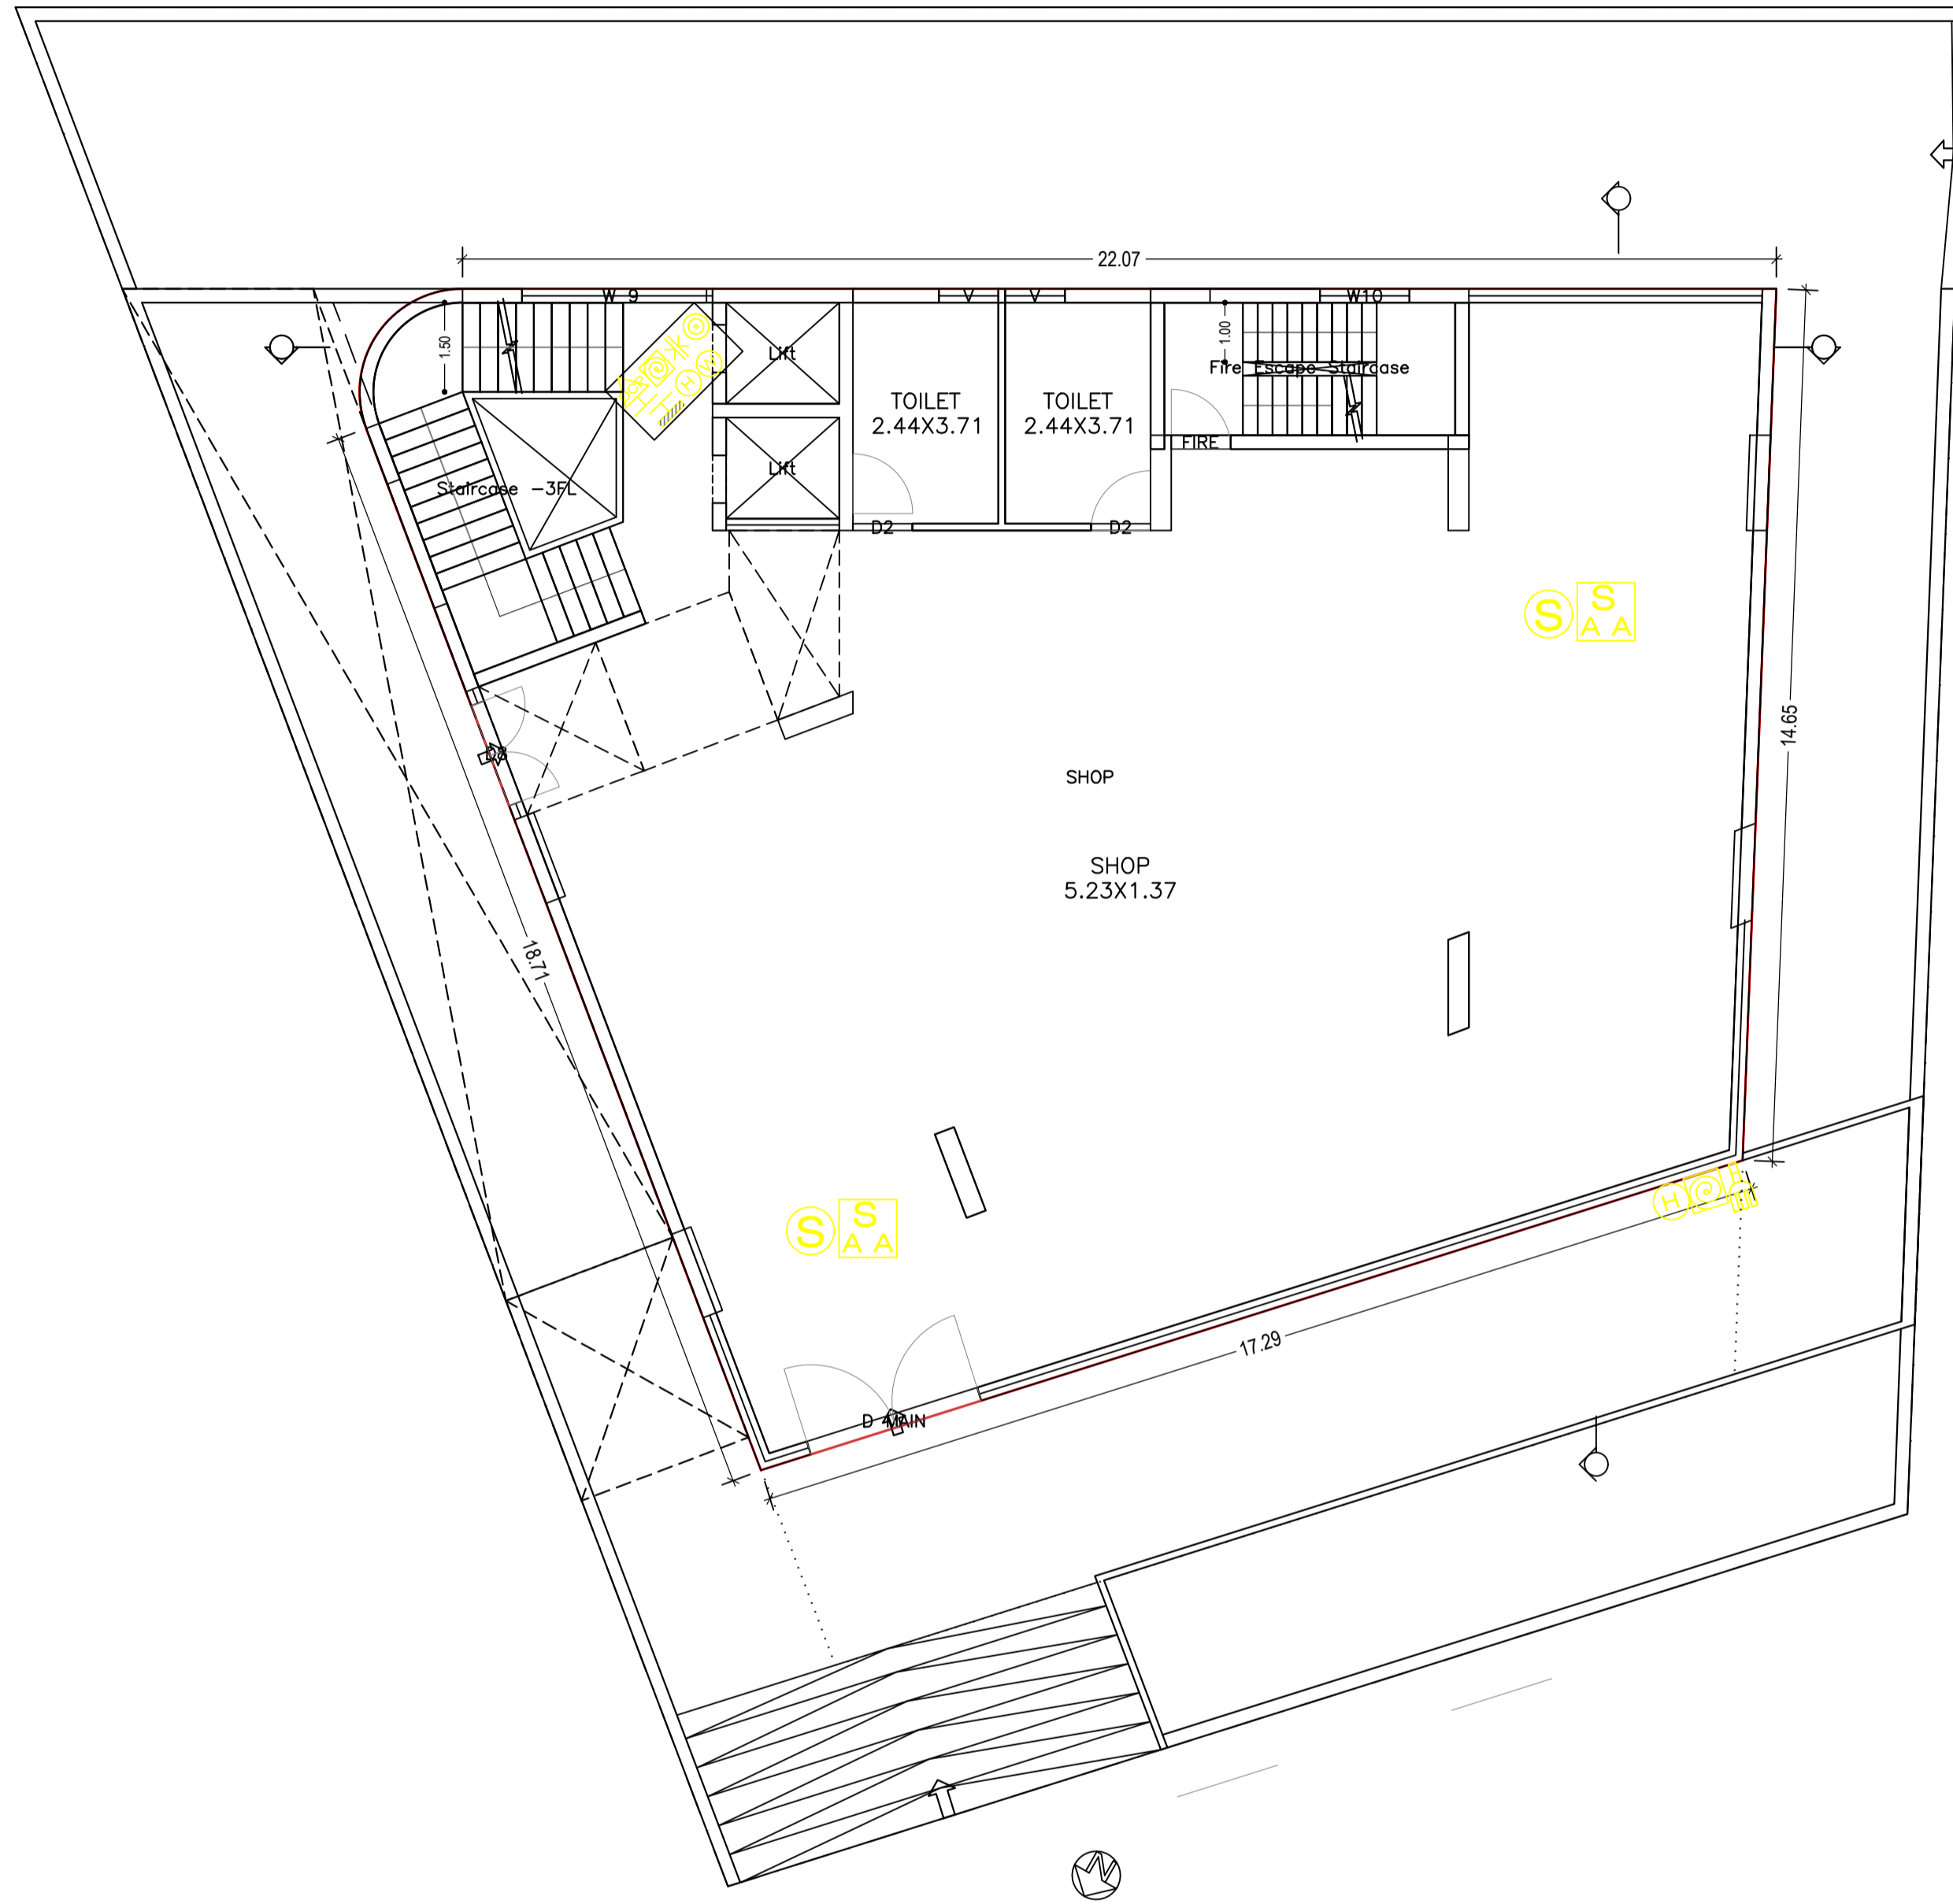 22.07
W 9
V
V
W10
1.50
1.00
Lift
Fire Escape Staircase
TOILET
2.44X3.71
TOILET
2.44X3.71
FIRE
Lift
Staircase -3FL
D2
D2
H
S
S
A A
14.65
D8
SHOP
SHOP
5.23X1.37
18.71
S
S
A A
H
17.29
D MAIN